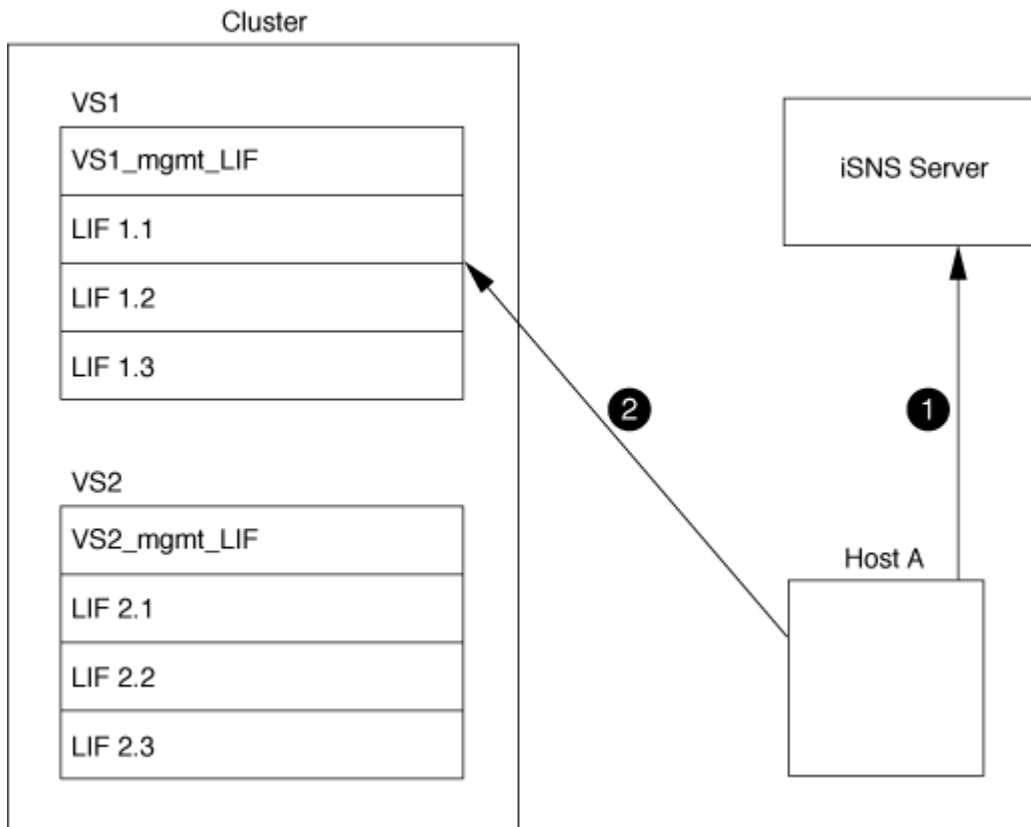 Cluster
VS1
VS1_mgmt_LIF
LIF 1.1
LIF 1.2
LIF 1.3
VS2
VS2_mgmt_LIF
LIF 2.1
LIF 2.2
LIF 2.3
iSNS Server
2
1
Host A